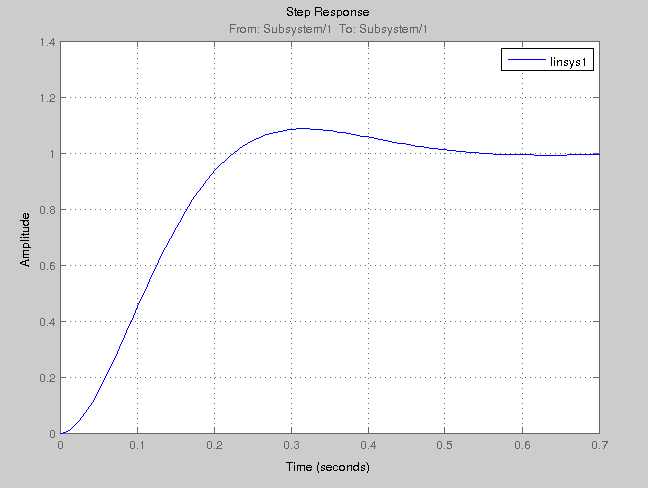 Step Response
From: Subsystem/1 To: Subsystem/1
linsys1
1.4
1.2
1
0.8
0.6
0.4
0.2
0
Amplitude
0 0.1 0.2 0.3 0.4 0.5 0.6 0.7
Time (seconds)